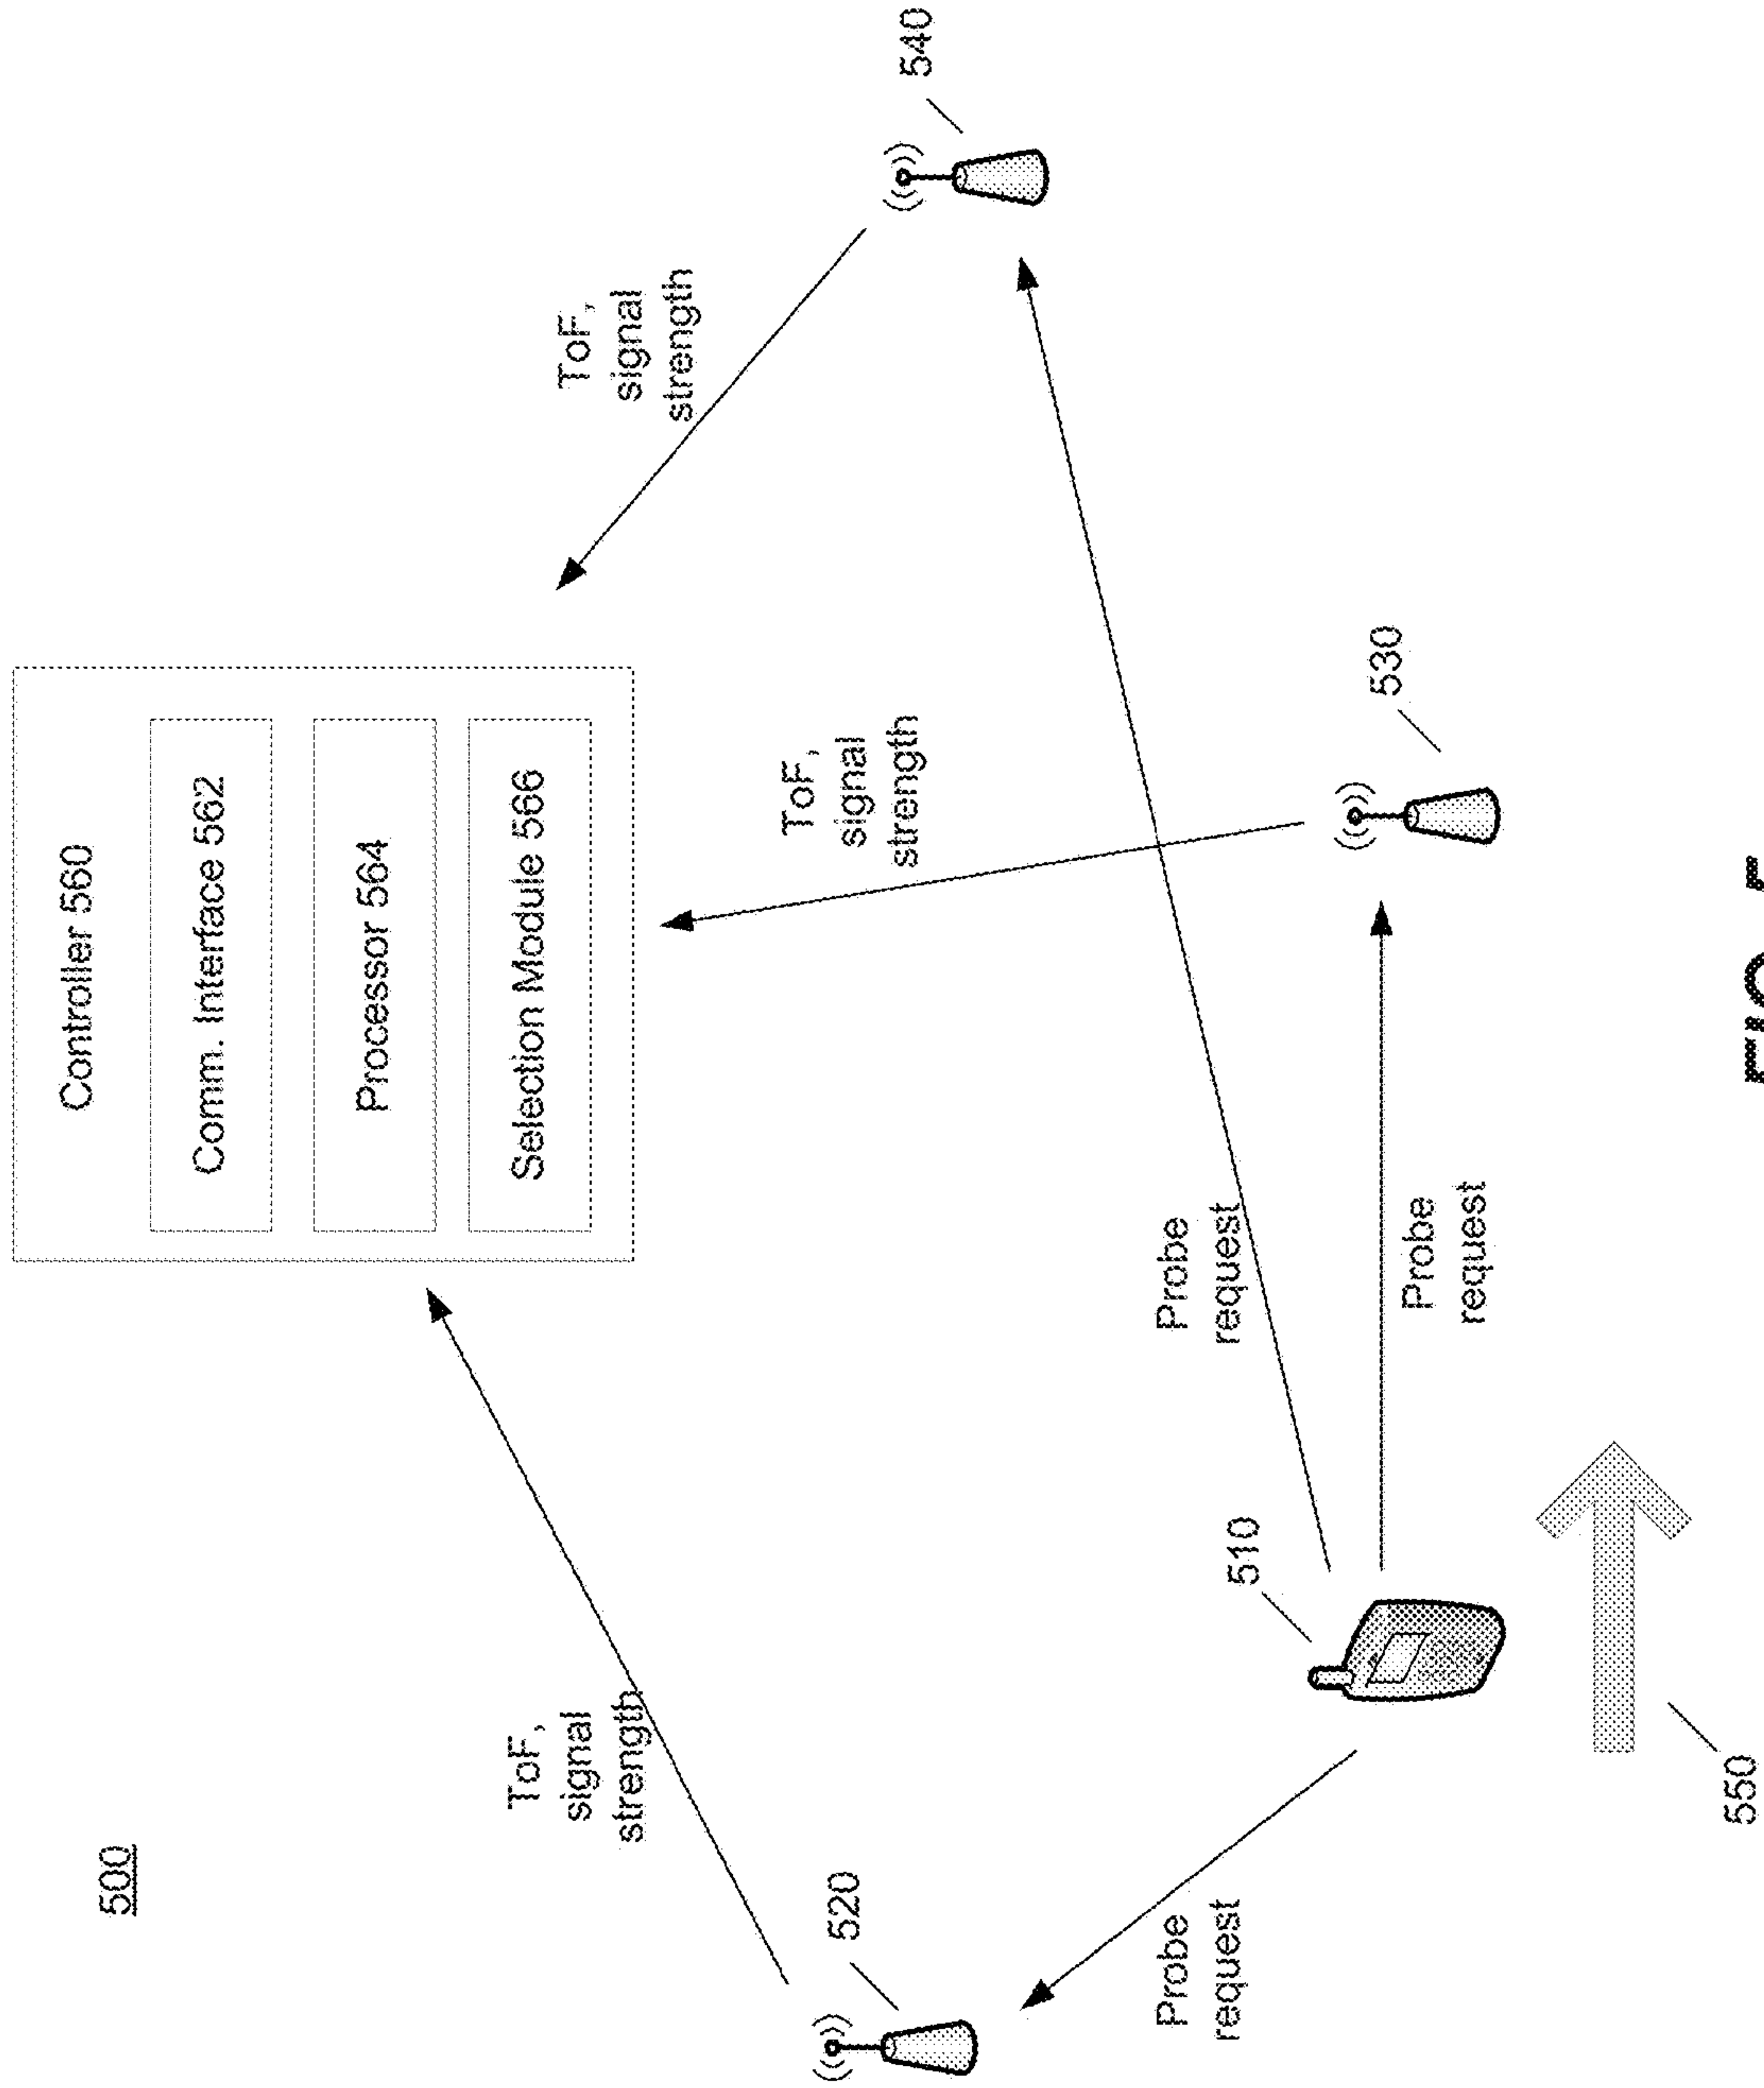 500
Controller 560
Comm. Interface 562
Processor 564
Selection Module 566
ToF,
signal
strength
ToF,
signal
strength
ToF,
signal
strength
520
540
Probe
request
Probe
request
510
530
Probe
request
550